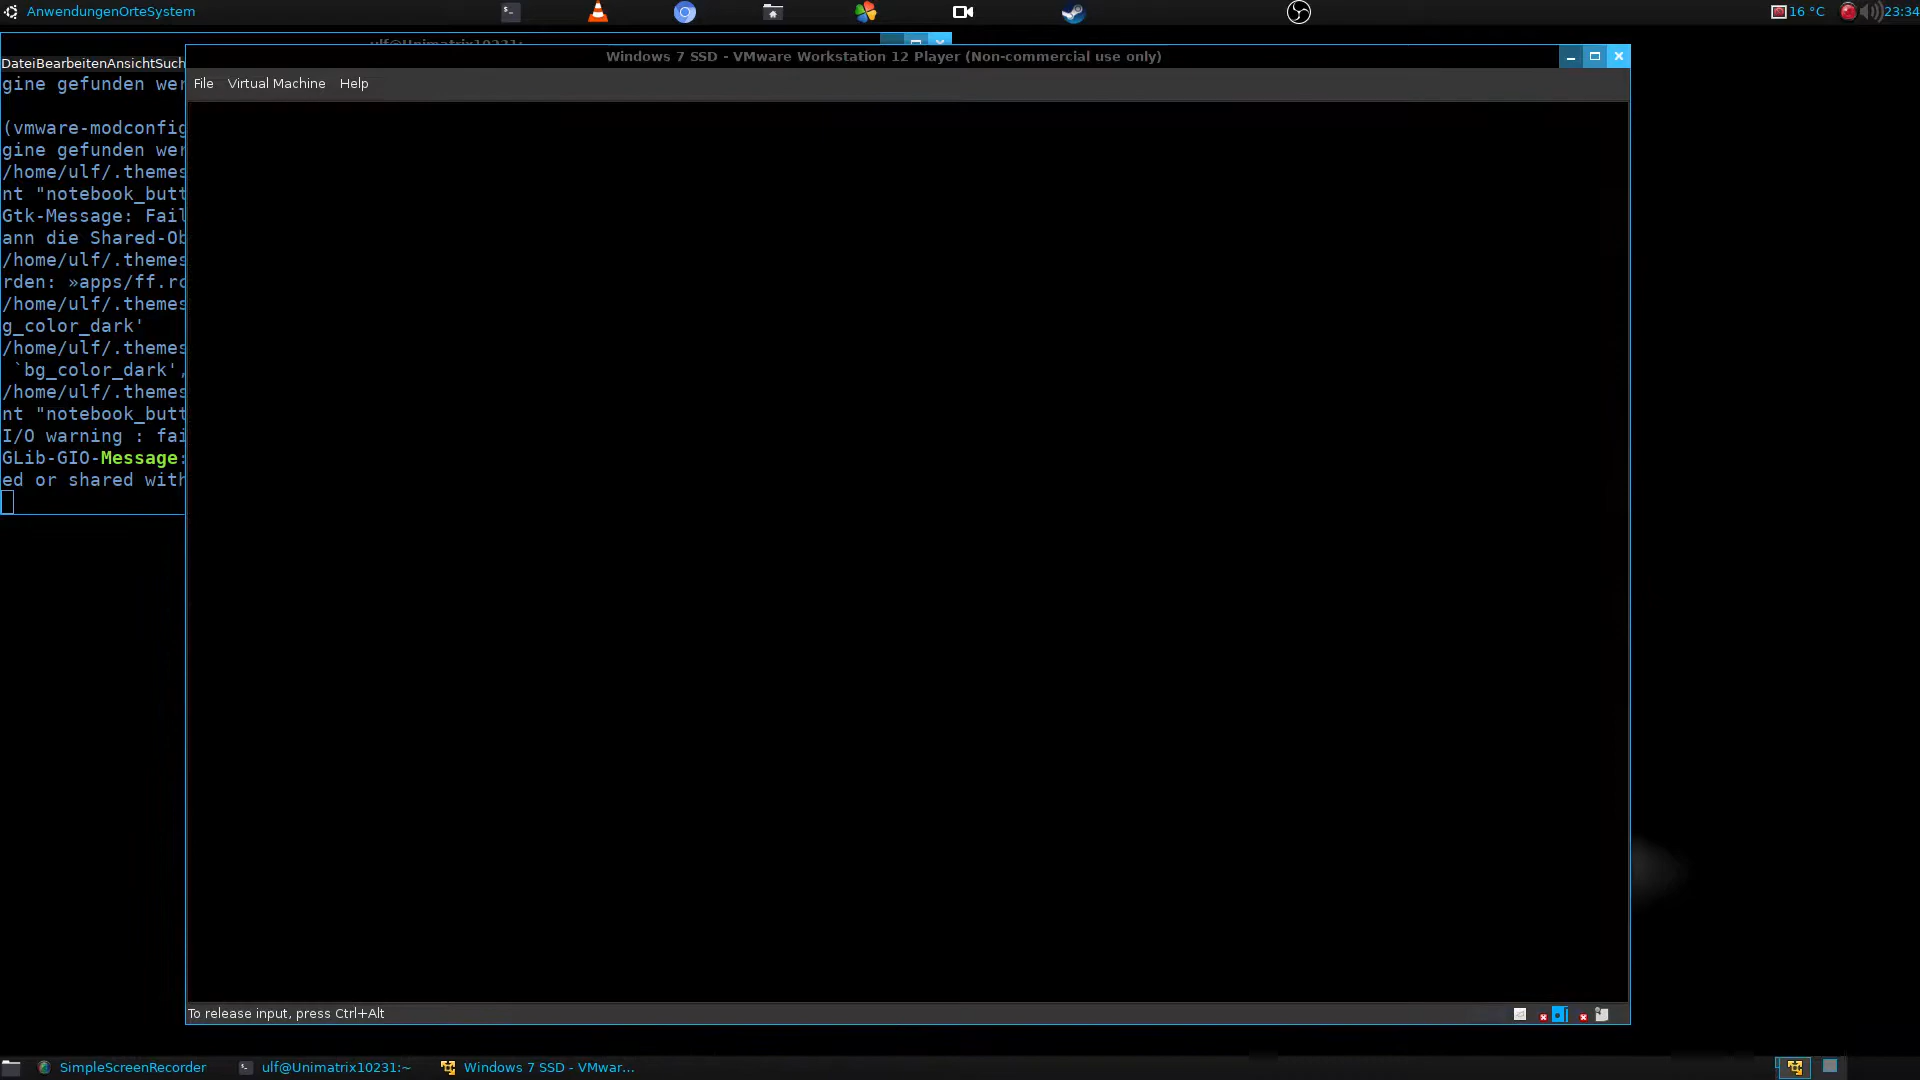 AnwendungenOrteSystem
16 °C
23:34
ulf@Unimatrix10231:
Windows 7 SSD - VMware Workstation 12 Player (Non-commercial use only)
DateiBearbeitenAnsichtSuch
File Virtual Machine Help
gine gefunden wer
(vmware-modconfig
gine gefunden wer
/home/ulf/.themes
nt "notebook_butt
Gtk-Message: Fail
ann die Shared-Ob
/home/ulf/.themes
rden: »apps/ff.rc
/home/ulf/.themes
g_color_dark'
/home/ulf/.themes
`bg_color_dark',
/home/ulf/.themes
nt "notebook_butt
I/O warning : fai
GLib-GIO-Message:
ed or shared with
To release input, press Ctrl+Alt
SimpleScreenRecorder
ulf@Unimatrix10231:~
Windows 7 SSD - VMwar...